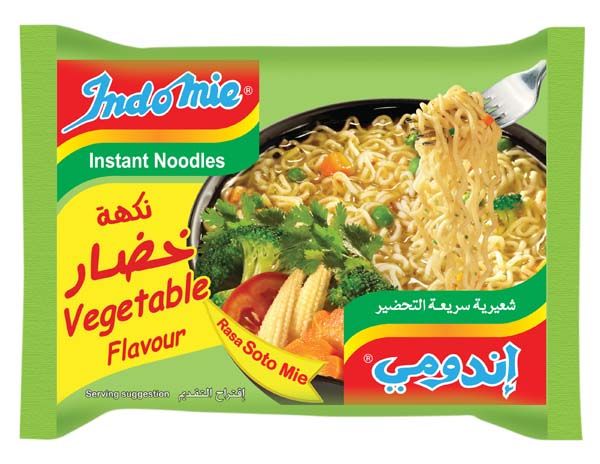 Indomie®
Instant Noodles
نكهة
خضار
Vegetable
Flavour
Rasa Soto Mie
شعيرية سريعة التحضير
إندومي®
Serving suggestion إقتراح التقديم